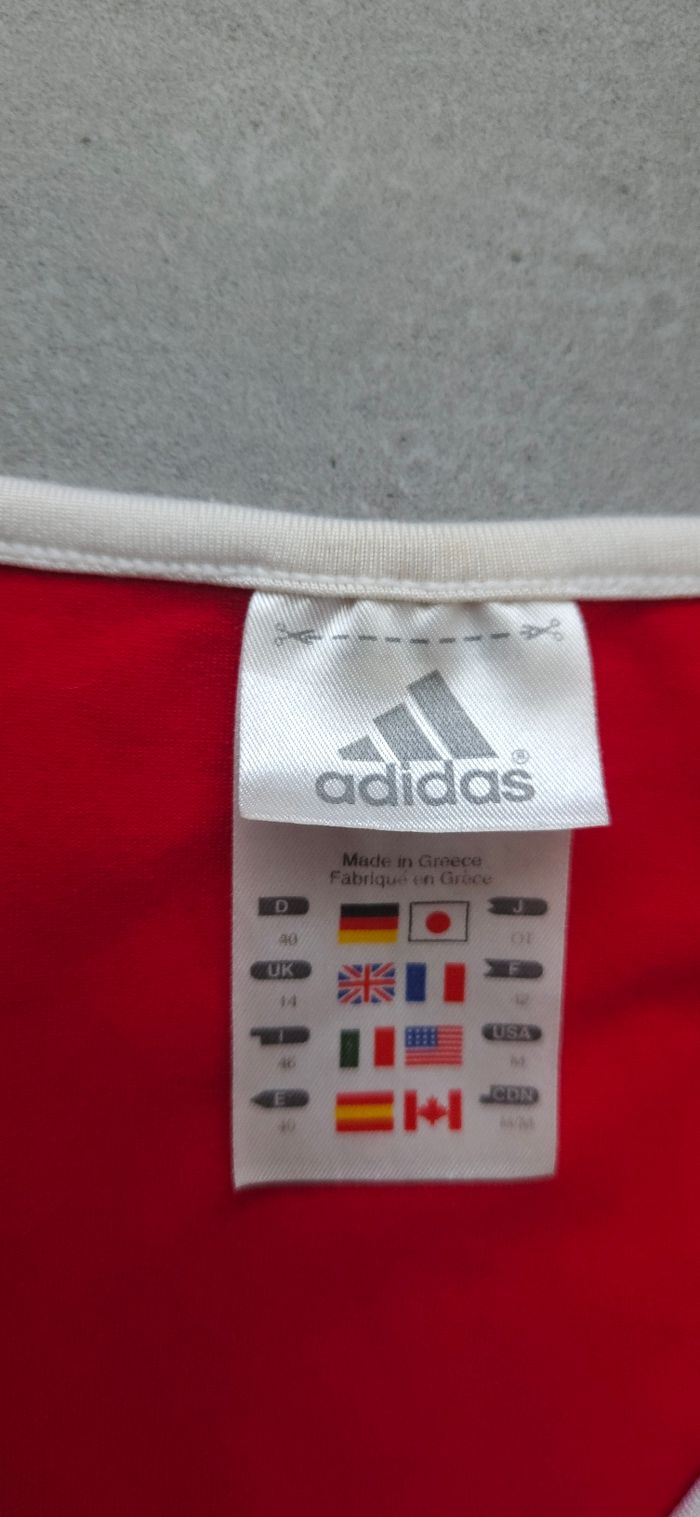 adidas®
Made in Greece
Fabriqué en Grèce
D J
40 OT
UK F
14 42
I USA
46 M
E CDN
40 M/M